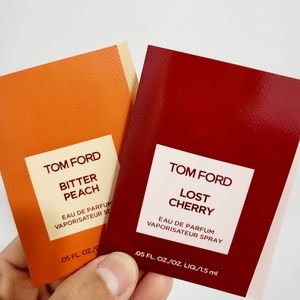 TOM FORD
BITTER
PEACH
EAU DE PARFUM
VAPORISATEUR
.05 FL. OZ
TOM FORD
LOST
CHERRY
EAU DE PARFUM
VAPORISATEUR SPRAY
.05 FL. OZ./OZ. LIQ./1.5 ml